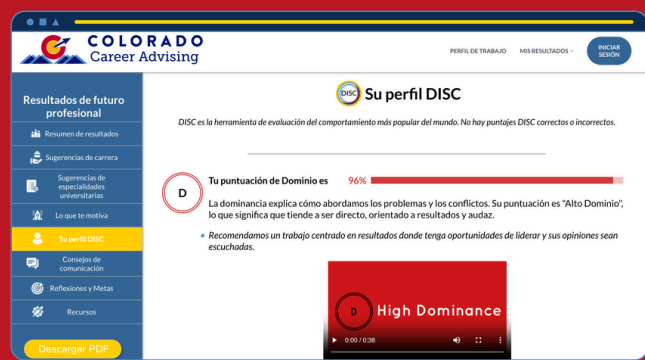 COLORADO
Career Advising
PERFIL DE TRABAJO
MIS RESULTADOS
INICIAR
SESIÓN
Resultados de futuro
profesional
Resumen de resultados
Sugerencias de carrera
Sugerencias de
especialidades
universitarias
Lo que te motiva
Su perfil DISC
Consejos de
comunicación
Reflexiones y Metas
Recursos
Descargar PDF
DISC
Su perfil DISC
DISC es la herramienta de evaluación del comportamiento más popular del mundo. No hay puntajes DISC correctos o incorrectos.
D
Tu puntuación de Dominio es 96%
La dominancia explica cómo abordamos los problemas y los conflictos. Su puntuación es "Alto Dominio",
lo que significa que tiende a ser directo, orientado a resultados y audaz.
Recomendamos un trabajo centrado en resultados donde tenga oportunidades de liderar y sus opiniones sean
escuchadas.
D High Dominance
0:00 / 0:38